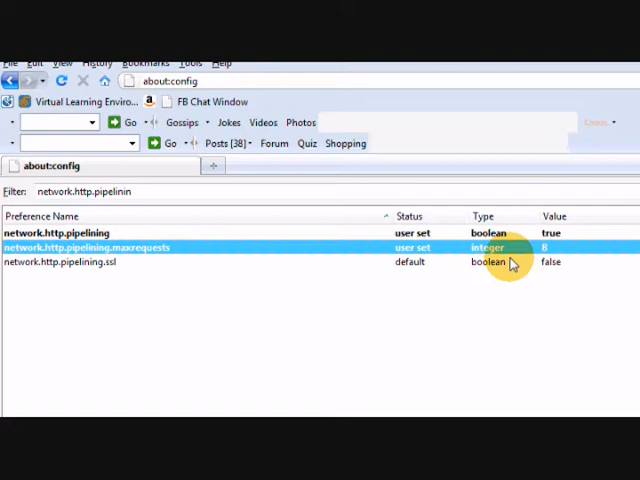 File Edit View History Bookmarks Tools Help
about:config
Virtual Learning Enviro... FB Chat Window
Go Gossips Jokes Videos Photos
Go Posts [38] Forum Quiz Shopping
about:config
Filter: network.http.pipelinin
Preference Name Status Type Value
network.http.pipelining user set boolean true
network.http.pipelining.maxrequests user set integer 8
network.http.pipelining.ssl default boolean false